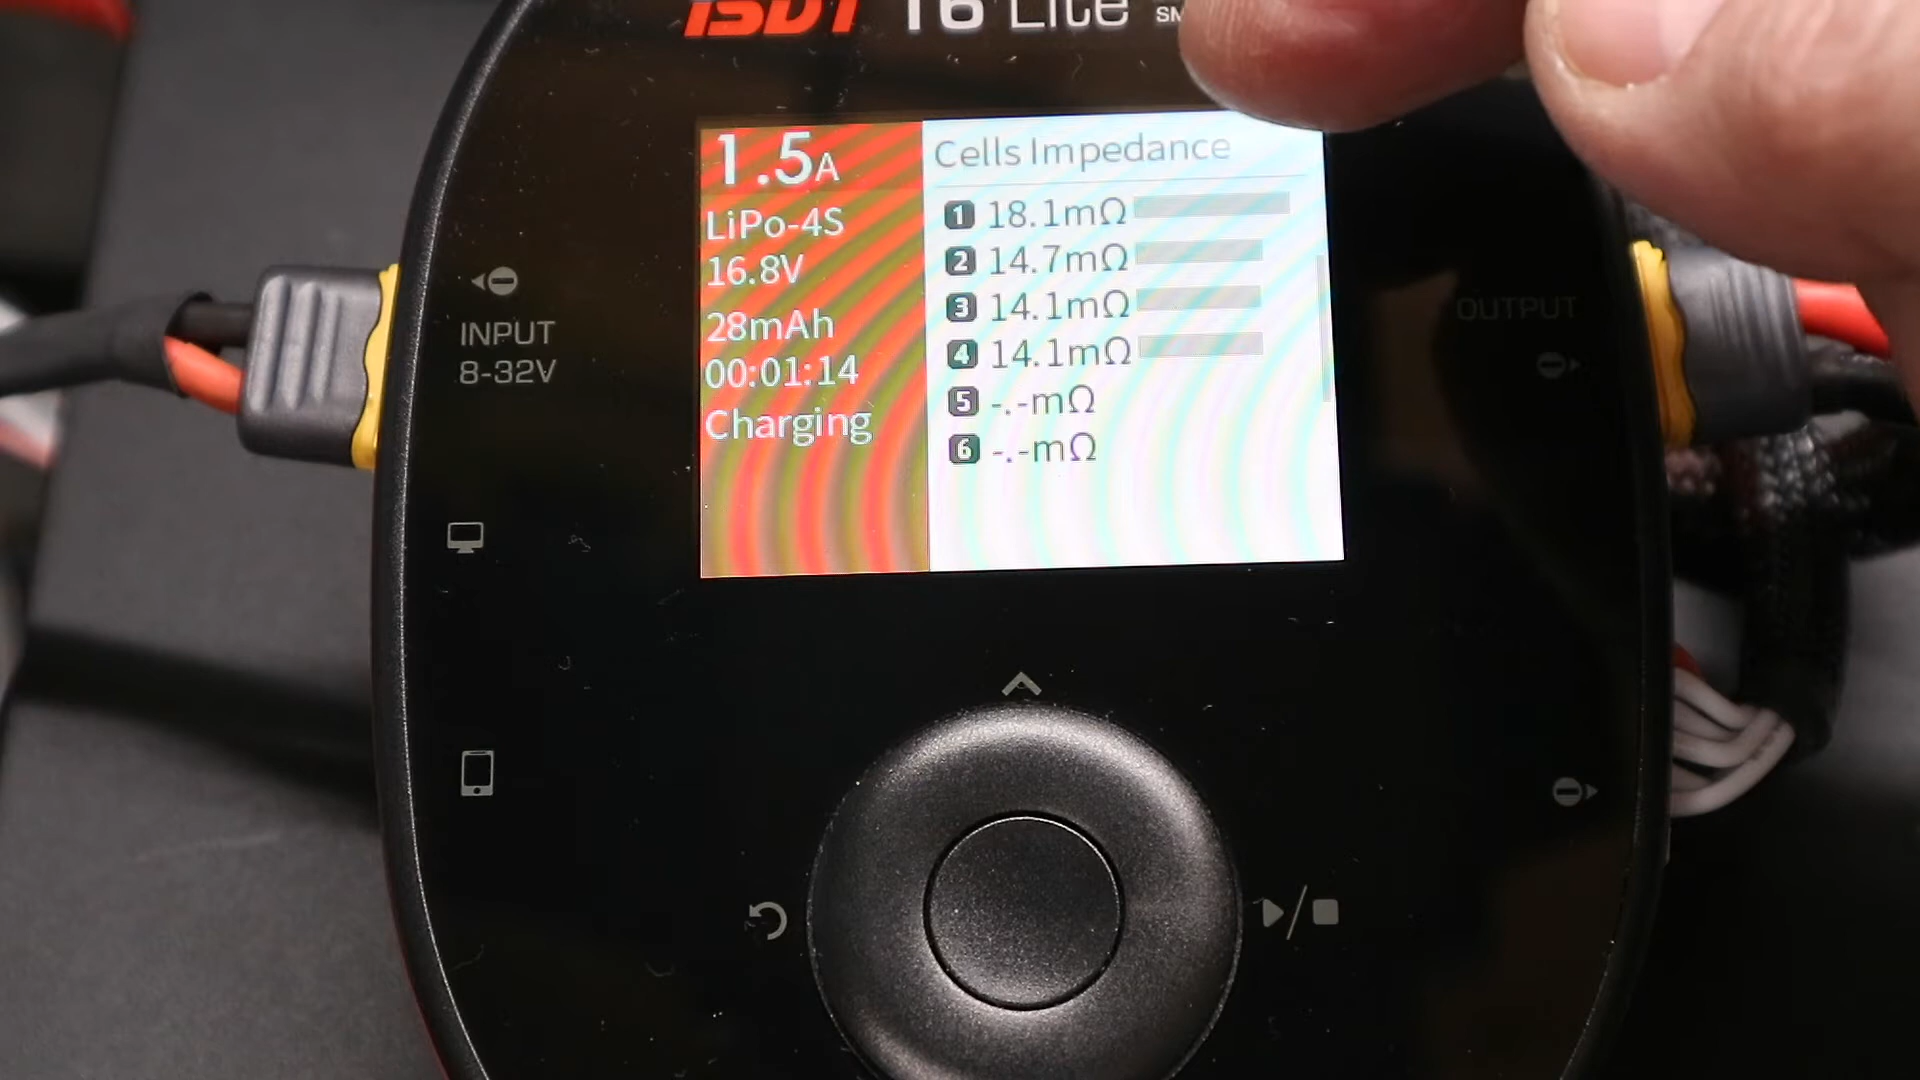 ISDT T6 Lite SM
1.5A
LiPo-4S
16.8V
28mAh
00:01:14
Charging
Cells Impedance
1 18.1mΩ
2 14.7mΩ
3 14.1mΩ
4 14.1mΩ
5 -.-mΩ
6 -.-mΩ
INPUT
8-32V
OUTPUT